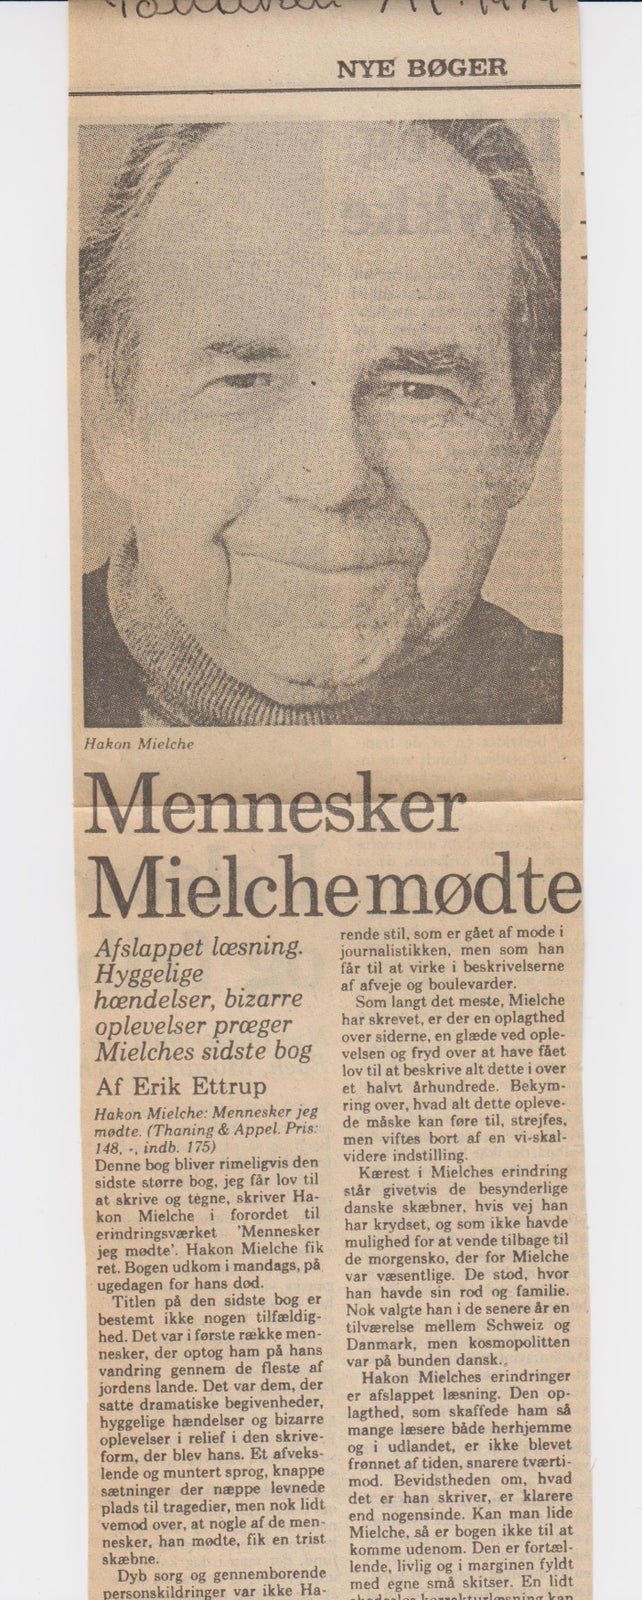 NYE BØGER
Hakon Mielche
Mennesker
Mielche mødte
Afslappet læsning.
Hyggelige
hændelser, bizarre
oplevelser præger
Mielches sidste bog
Af Erik Ettrup
Hakon Mielche: Mennesker jeg
mødte. (Thaning & Appel. Pris:
148, -, indb. 175)
Denne bog bliver rimeligvis den
sidste større bog, jeg får lov til
at skrive og tegne, skriver Ha-
kon Mielche i forordet til
erindringsværket 'Mennesker
jeg mødte'. Hakon Mielche fik
ret. Bogen udkom i mandags, på
ugedagen for hans død.
Titlen på den sidste bog er
bestemt ikke nogen tilfældig-
hed. Det var i første række men-
nesker, der optog ham på hans
vandring gennem de fleste af
jordens lande. Det var dem, der
satte dramatiske begivenheder,
hyggelige hændelser og bizarre
oplevelser i relief i den skrive-
form, der blev hans. Et afveks-
lende og muntert sprog, knappe
sætninger der næppe levnede
plads til tragedier, men nok lidt
vemod over, at nogle af de men-
nesker, han mødte, fik en trist
skæbne.
Dyb sorg og gennemborende
personskildringer var ikke Ha-
rende stil, som er gået af mode i
journalistikken, men som han
får til at virke i beskrivelserne
af afveje og boulevarder.
Som langt det meste, Mielche
har skrevet, er der en oplagthed
over siderne, en glæde ved ople-
velsen og fryd over at have fået
lov til at beskrive alt dette i over
et halvt århundrede. Bekym-
ring over, hvad alt dette opleve-
de måske kan føre til, strejfes,
men viftes bort af en vi-skal-
videre indstilling.
Kærest i Mielches erindring
står givetvis de besynderlige
danske skæbner, hvis vej han
har krydset, og som ikke havde
mulighed for at vende tilbage til
de morgensko, der for Mielche
var væsentlige. De stod, hvor
han havde sin rod og familie.
Nok valgte han i de senere år en
tilværelse mellem Schweiz og
Danmark, men kosmopolitten
var på bunden dansk.
Hakon Mielches erindringer
er afslappet læsning. Den op-
lagthed, som skaffede ham så
mange læsere både herhjemme
og i udlandet, er ikke blevet
frønnet af tiden, snarere tværti-
mod. Bevidstheden om, hvad
det er han skriver, er klarere
end nogensinde. Kan man lide
Mielche, så er bogen ikke til at
komme udenom. Den er fortæl-
lende, livlig og i marginen fyldt
med egne små skitser. En lidt